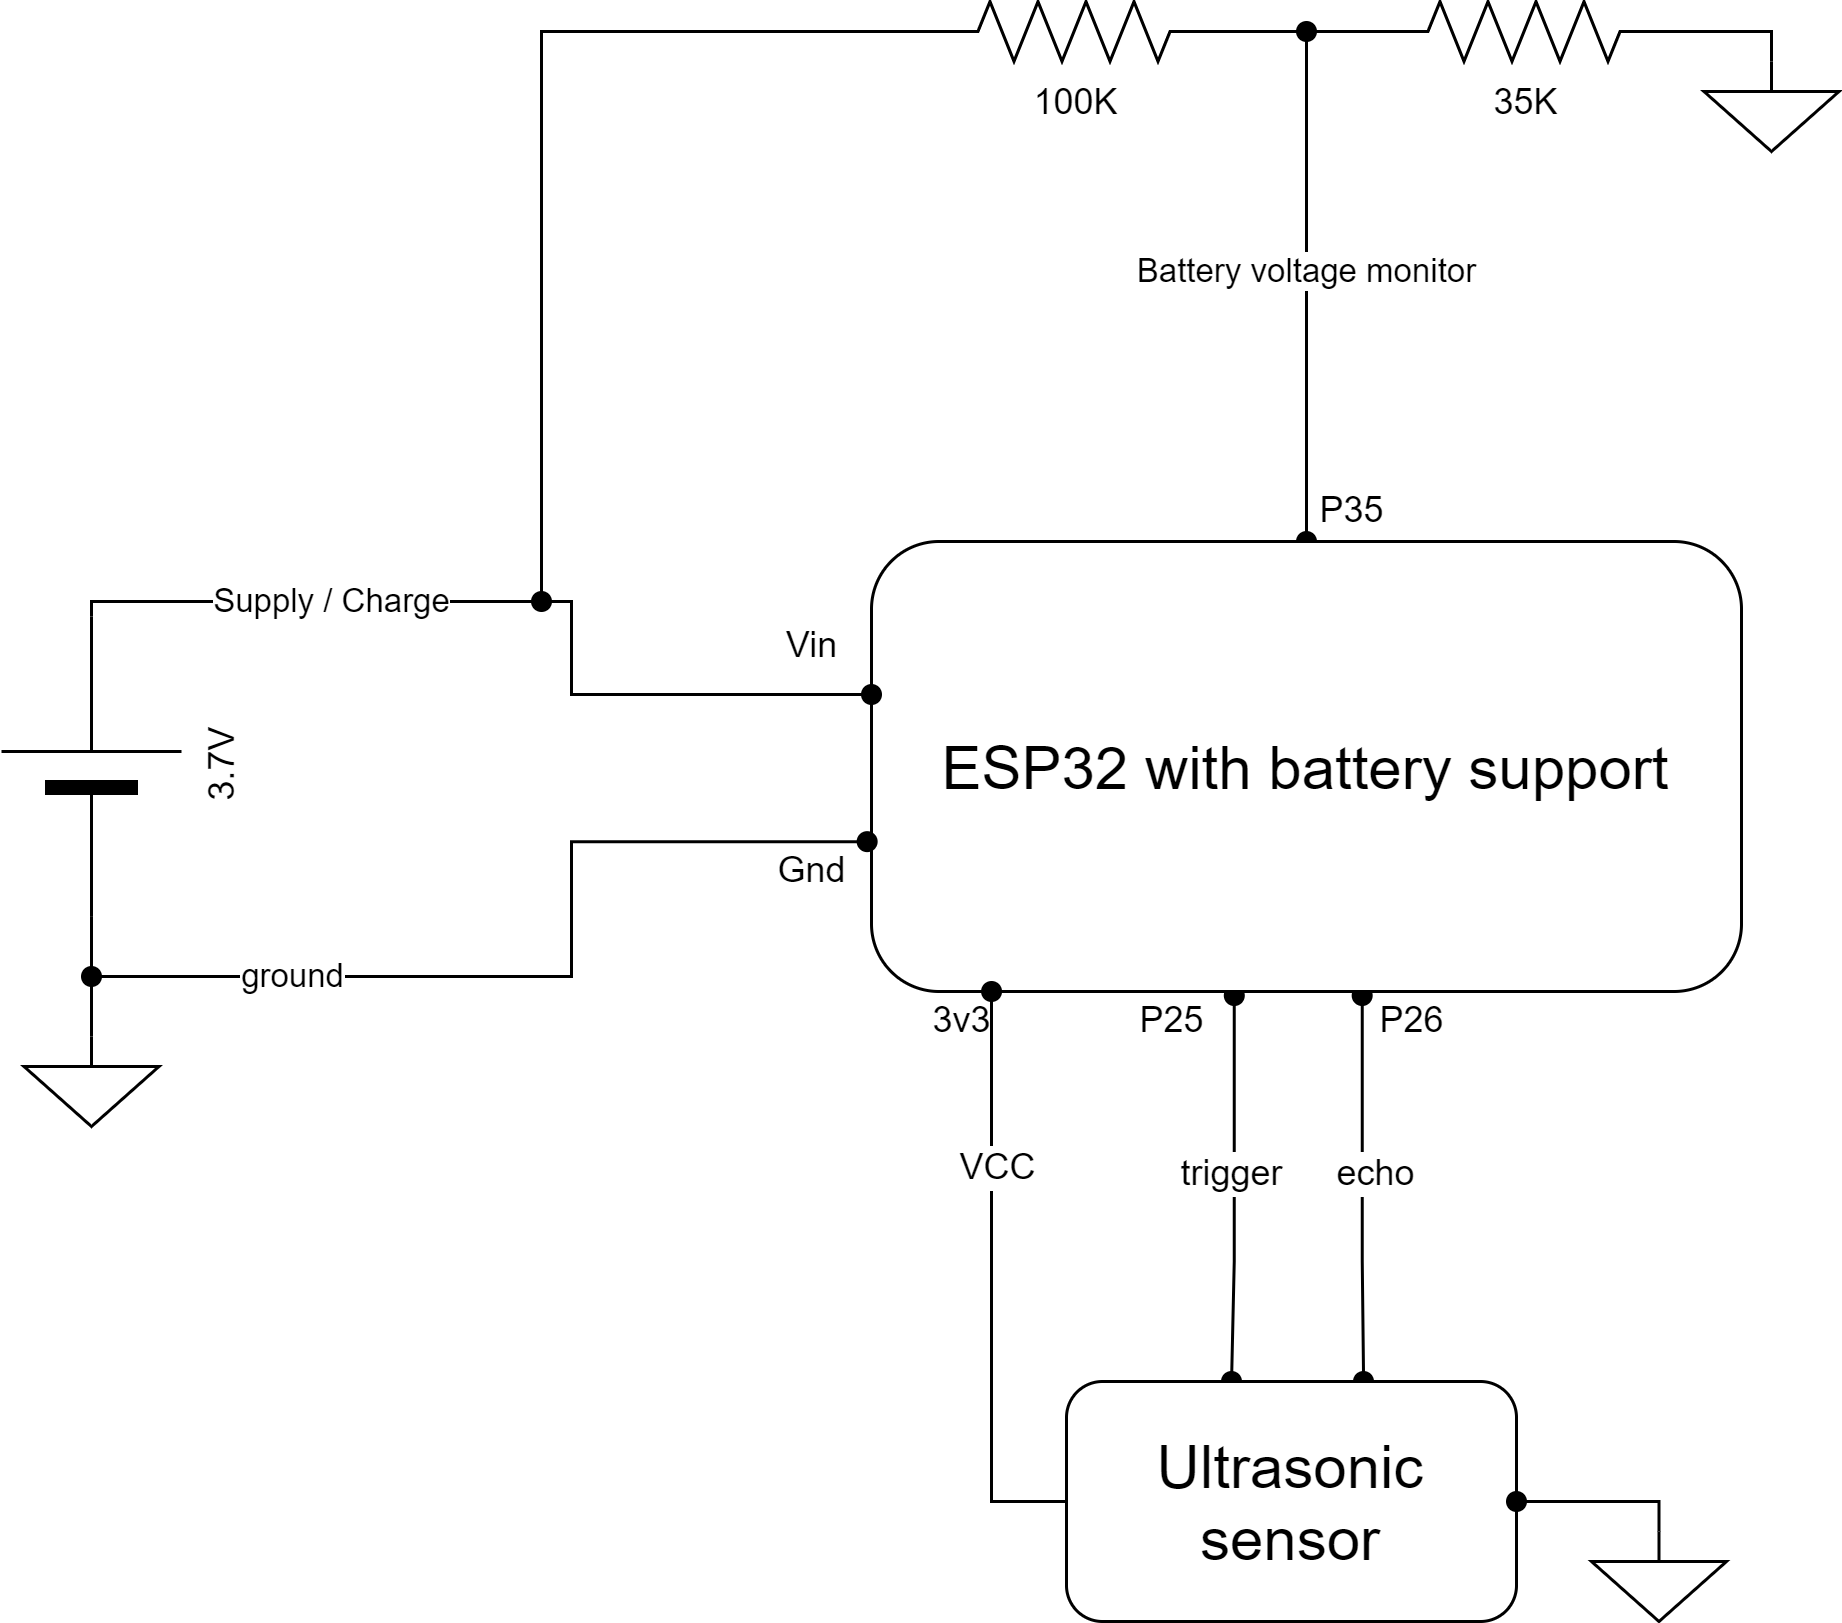 100K
35K
Battery voltage monitor
P35
Supply / Charge
Vin
3.7V
ESP32 with battery support
Gnd
ground
3v3
P25
P26
VCC
trigger
echo
Ultrasonic
sensor